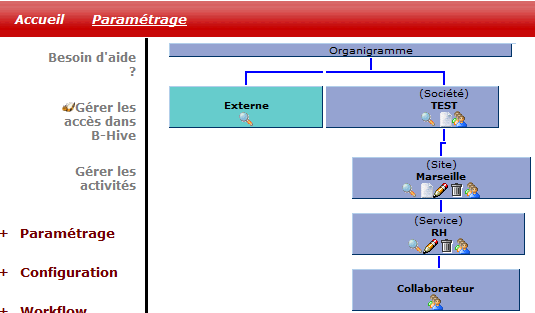 Accueil Paramétrage
Besoin d'aide
?
Gérer les
accès dans
B-Hive
Gérer les
activités
+ Paramétrage
+ Configuration
+ Workflow
Organigramme
Externe
(Société)
TEST
(Site)
Marseille
(Service)
RH
Collaborateur